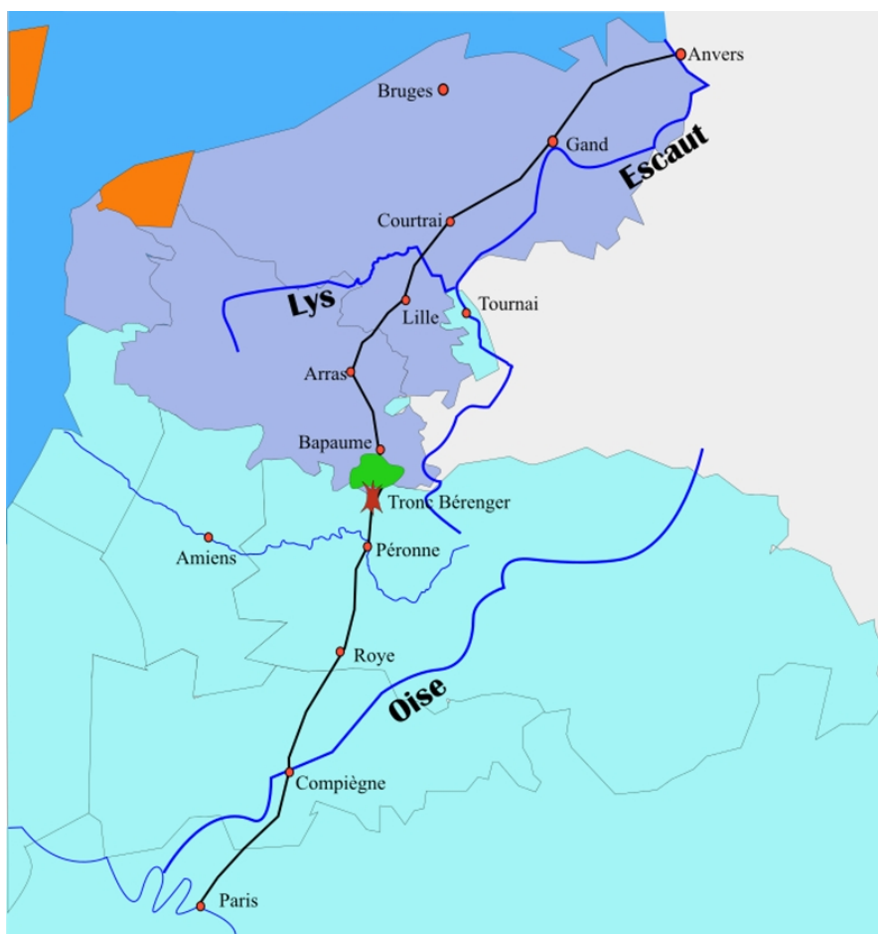 Anvers
Bruges
Gand
Escaut
Courtrai
Lys
Tournai
Lille
Arras
Bapaume
Tronc Bérenger
Amiens
Péronne
Roye
Oise
Compiègne
Paris